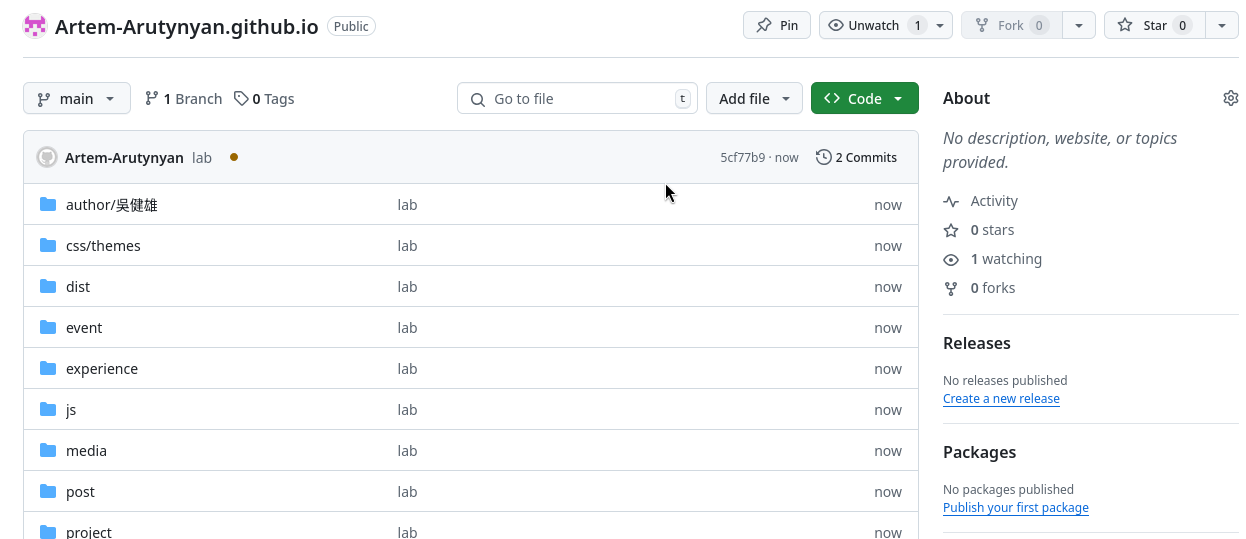 Artem-Arutynyan.github.io Public Pin Unwatch 1 Fork 0 Star 0
main 1 Branch 0 Tags Go to file t Add file Code
Artem-Arutynyan lab 5cf77b9 · now 2 Commits
author/吳健雄 lab now
css/themes lab now
dist lab now
event lab now
experience lab now
js lab now
media lab now
post lab now
project lab now
About
No description, website, or topics
provided.
Activity
0 stars
1 watching
0 forks
Releases
No releases published
Create a new release
Packages
No packages published
Publish your first package